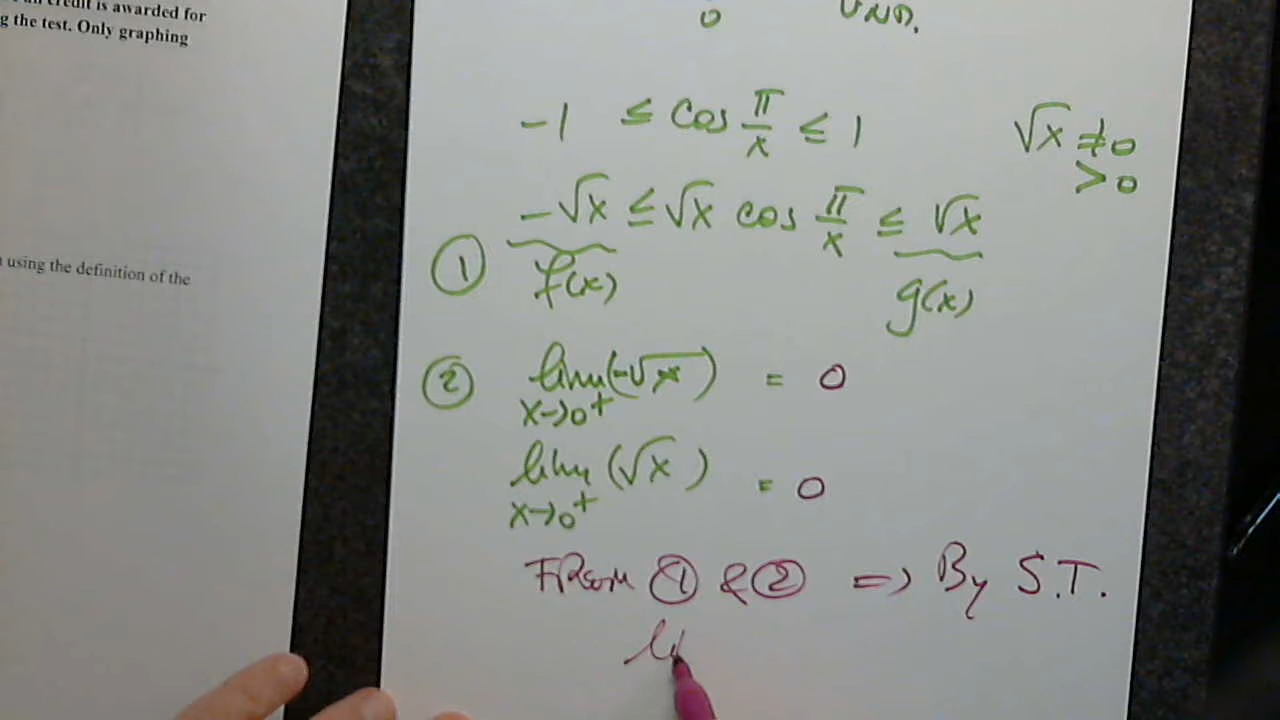 credit is awarded for
g the test. Only graphing
using the definition of the
0 UND.
-1 ≤ cos π/x ≤ 1 √x ≠ 0
> 0
-√x ≤ √x cos π/x ≤ √x
① f(x) g(x)
② lim (-√x) = 0
x→0⁺
lim (√x) = 0
x→0⁺
FROM ① & ② => By S.T.
li